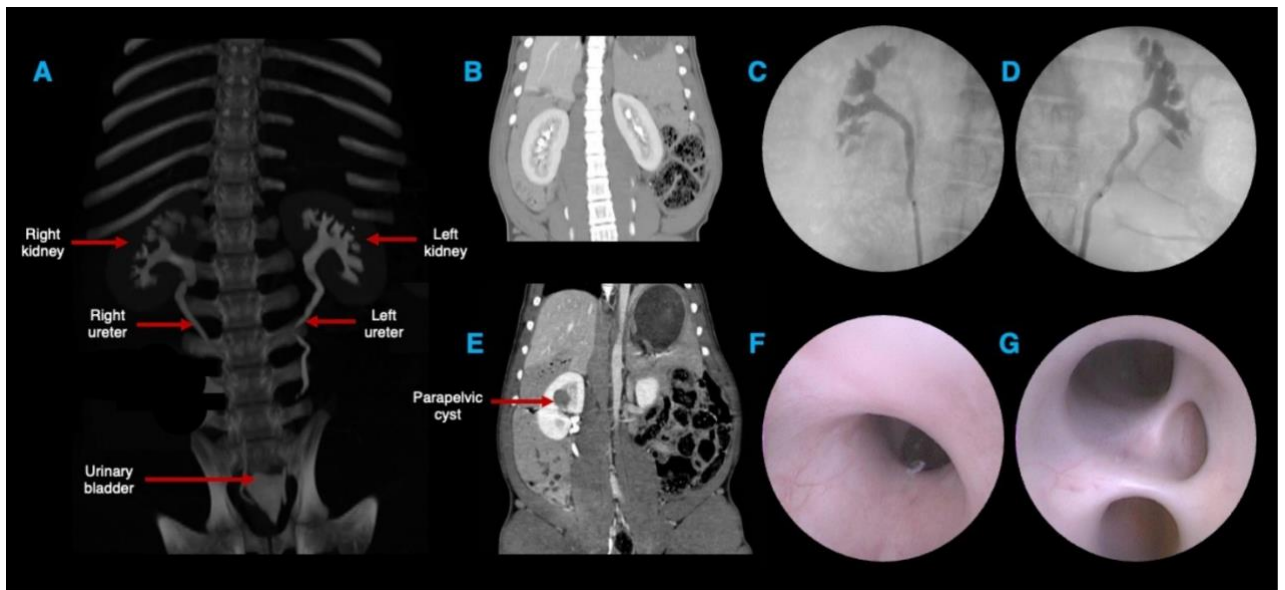 A
B
C
D
Right
kidney
Left
kidney
Right
ureter
Left
ureter
E
F
G
Parapelvic
cyst
Urinary
bladder